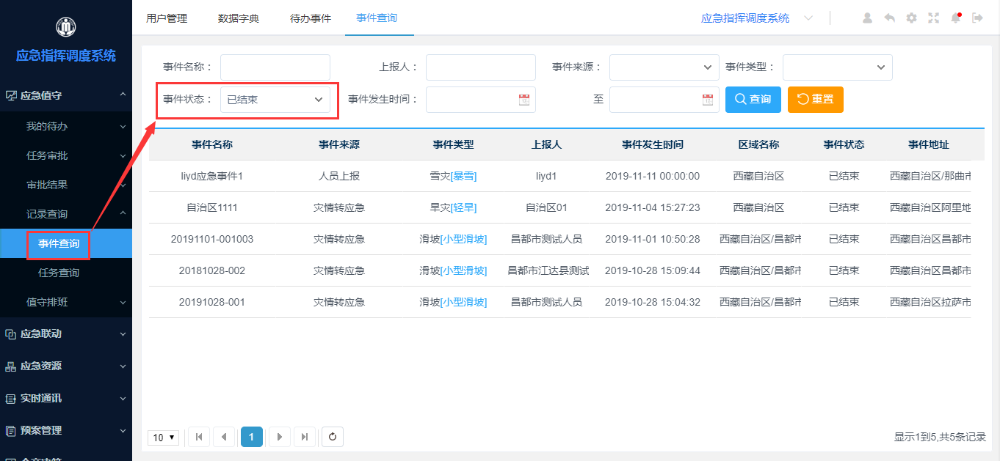 应急指挥调度系统
应急值守
我的待办
任务审批
审批结果
记录查询
事件查询
任务查询
值守排班
应急联动
应急资源
实时通讯
预案管理
用户管理 数据字典 待办事件 事件查询 应急指挥调度系统
事件名称： 上报人： 事件来源： 事件类型：
事件状态： 已结束 事件发生时间： 至 查询 重置
事件名称 事件来源 事件类型 上报人 事件发生时间 区域名称 事件状态 事件地址
liyd应急事件1 人员上报 雪灾[暴雪] liyd1 2019-11-11 00:00:00 西藏自治区 已结束 西藏自治区/那曲市
自治区1111 灾情转应急 旱灾[轻旱] 自治区01 2019-11-04 15:27:23 西藏自治区 已结束 西藏自治区阿里地
20191101-001003 灾情转应急 滑坡[小型滑坡] 昌都市测试人员 2019-11-01 10:50:28 西藏自治区/昌都市 已结束 西藏自治区昌都市
20181028-002 灾情转应急 滑坡[小型滑坡] 昌都市江达县测试 2019-10-28 15:09:44 西藏自治区/昌都市 已结束 西藏自治区昌都市
20191028-001 灾情转应急 滑坡[小型滑坡] 昌都市测试人员 2019-10-28 15:04:32 西藏自治区/昌都市 已结束 西藏自治区拉萨市
10 1 显示1到5,共5条记录